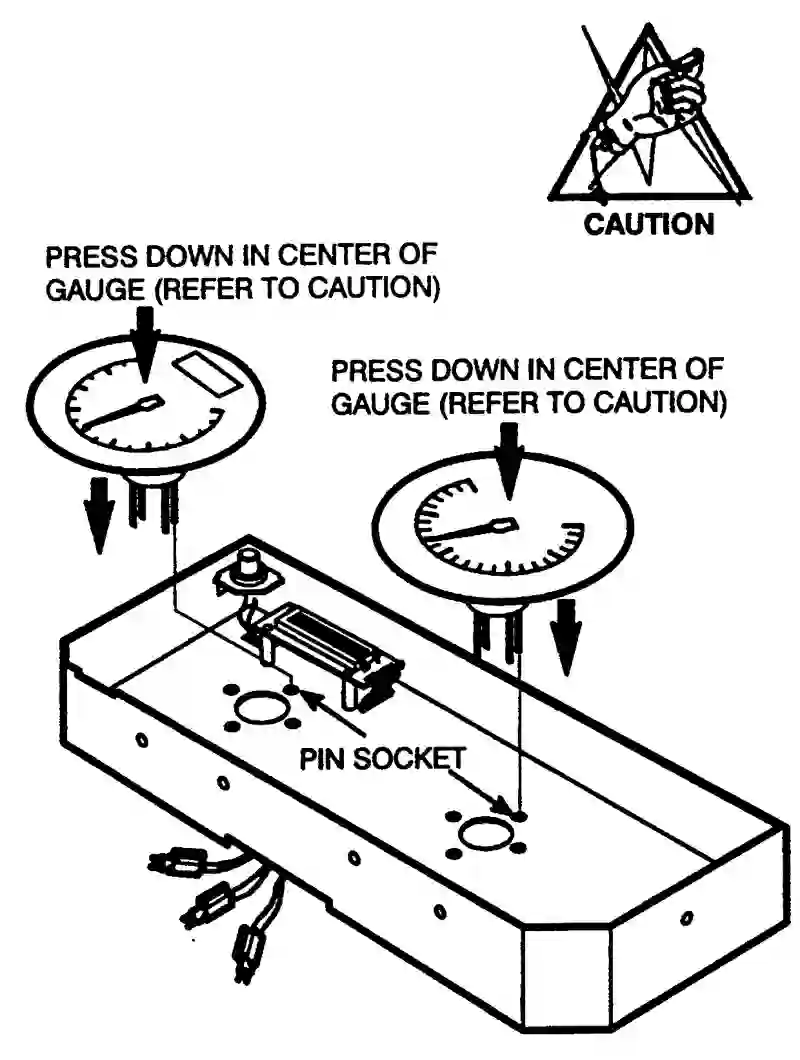 CAUTION
PRESS DOWN IN CENTER OF
GAUGE (REFER TO CAUTION)
PRESS DOWN IN CENTER OF
GAUGE (REFER TO CAUTION)
PIN SOCKET